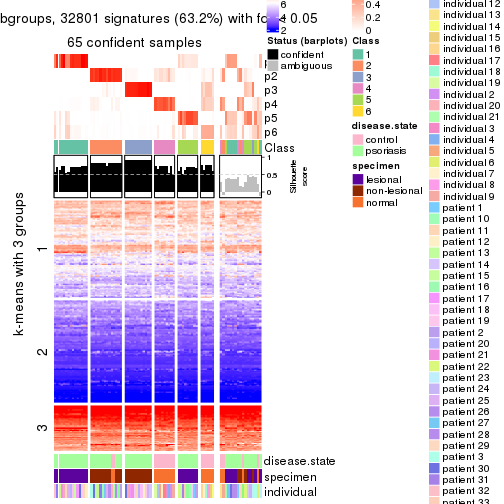 bgroups, 32801 signatures (63.2%) with fd < 0.05
65 confident samples
p2
p3
p4
p5
p6
Class
1
0.5
0
Silhouette
score
k-means with 3 groups
1
2
3
disease.state
specimen
individual
6
4
2
Status (barplots)
confident
ambiguous
0.4
0.2
0
Class
1
2
3
4
5
6
disease.state
control
psoriasis
specimen
lesional
non-lesional
normal
individual 12
individual 13
individual 14
individual 15
individual 16
individual 17
individual 18
individual 19
individual 2
individual 20
individual 21
individual 3
individual 4
individual 5
individual 6
individual 7
individual 8
individual 9
patient 1
patient 10
patient 11
patient 12
patient 13
patient 14
patient 15
patient 16
patient 17
patient 18
patient 19
patient 2
patient 20
patient 21
patient 22
patient 23
patient 24
patient 25
patient 26
patient 27
patient 28
patient 29
patient 3
patient 30
patient 31
patient 32
patient 33